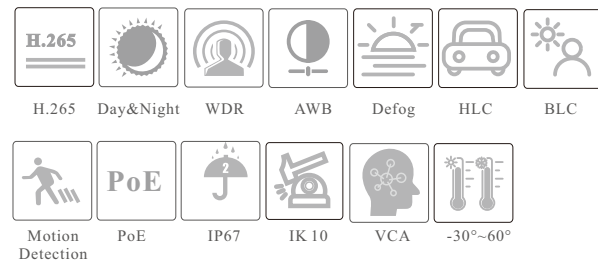 H.265
H.265 Day&Night WDR AWB Defog HLC BLC
PoE 2
Motion PoE IP67 IK 10 VCA -30°~60°
Detection